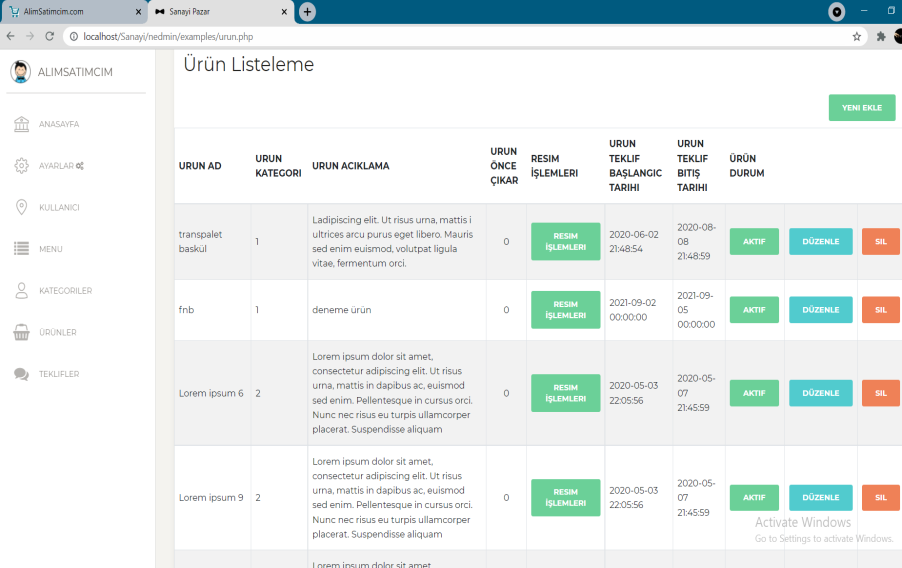 AlimSatimcim.com
Sanayi Pazar
localhost/Sanayi/nedmin/examples/urun.php
ALIMSATIMCIM
ANASAYFA
AYARLAR
KULLANICI
MENU
KATEGORILER
ÜRÜNLER
TEKLIFLER
Ürün Listeleme
YENI EKLE
URUN AD
URUN
KATEGORI
URUN ACIKLAMA
URUN
ÖNCE
ÇIKAR
RESIM
İŞLEMLERI
URUN
TEKLIF
BAŞLANGIC
TARIHI
URUN
TEKLIF
BITIŞ
TARIHI
ÜRÜN
DURUM
transpalet
baskül
1
Ladipiscing elit. Ut risus urna, mattis i
ultrices arcu purus eget libero. Mauris
sed enim euismod, volutpat ligula
vitae, fermentum orci.
0
RESIM
İŞLEMLERI
2020-06-02
21:48:54
2020-08-
08
21:48:59
AKTIF
DÜZENLE
SIL
fnb
1
deneme ürün
0
RESIM
İŞLEMLERI
2021-09-02
00:00:00
2021-09-
05
00:00:00
AKTIF
DÜZENLE
SIL
Lorem ipsum 6
2
Lorem ipsum dolor sit amet,
consectetur adipiscing elit. Ut risus
urna, mattis in dapibus ac, euismod
sed enim. Pellentesque in cursus orci.
Nunc nec risus eu turpis ullamcorper
placerat. Suspendisse aliquam
0
RESIM
İŞLEMLERI
2020-05-03
22:05:56
2020-05-
07
21:45:59
AKTIF
DÜZENLE
SIL
Lorem ipsum 9
2
Lorem ipsum dolor sit amet,
consectetur adipiscing elit. Ut risus
urna, mattis in dapibus ac, euismod
sed enim. Pellentesque in cursus orci.
Nunc nec risus eu turpis ullamcorper
placerat. Suspendisse aliquam
0
RESIM
İŞLEMLERI
2020-05-03
22:05:56
2020-05-
07
21:45:59
AKTIF
DÜZENLE
SIL
Activate Windows
Go to Settings to activate Windows.
Lorem ipsum dolor sit amet,